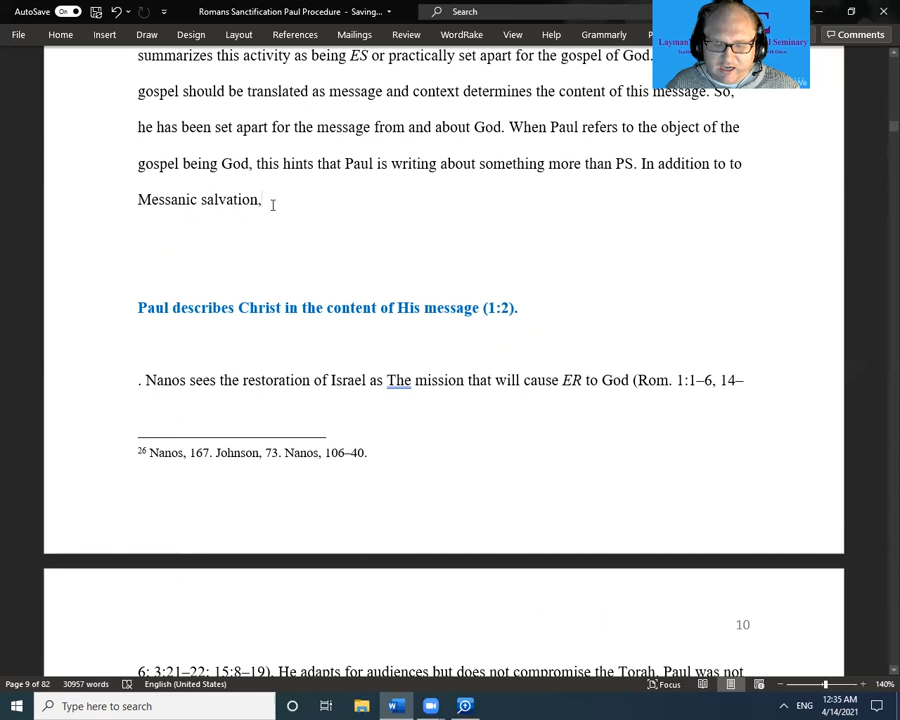 AutoSave On Romans Sanctification Paul Procedure - Saving... Search
File Home Insert Draw Design Layout References Mailings Review View WordRake Help Grammarly Comments
Layman Seminary
summarizes this activity as being ES or practically set apart for the gospel of God.
gospel should be translated as message and context determines the content of this message. So,
he has been set apart for the message from and about God. When Paul refers to the object of the
gospel being God, this hints that Paul is writing about something more than PS. In addition to to
Messanic salvation,
Paul describes Christ in the content of His message (1:2).
. Nanos sees the restoration of Israel as The mission that will cause ER to God (Rom. 1:1–6, 14–
26 Nanos, 167. Johnson, 73. Nanos, 106–40.
10
6; 3:21–22; 15:8–19). He adapts for audiences but does not compromise the Torah. Paul was not
Page 9 of 82 30957 words English (United States) Focus 140%
Type here to search ENG 12:35 AM
4/14/2021